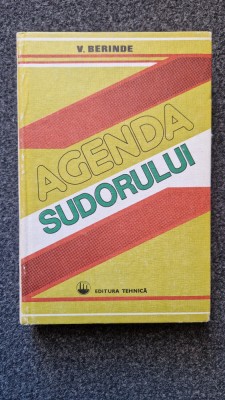 V. BERINDE
AGENDA
SUDORULUI
EDITURA TEHNICĂ